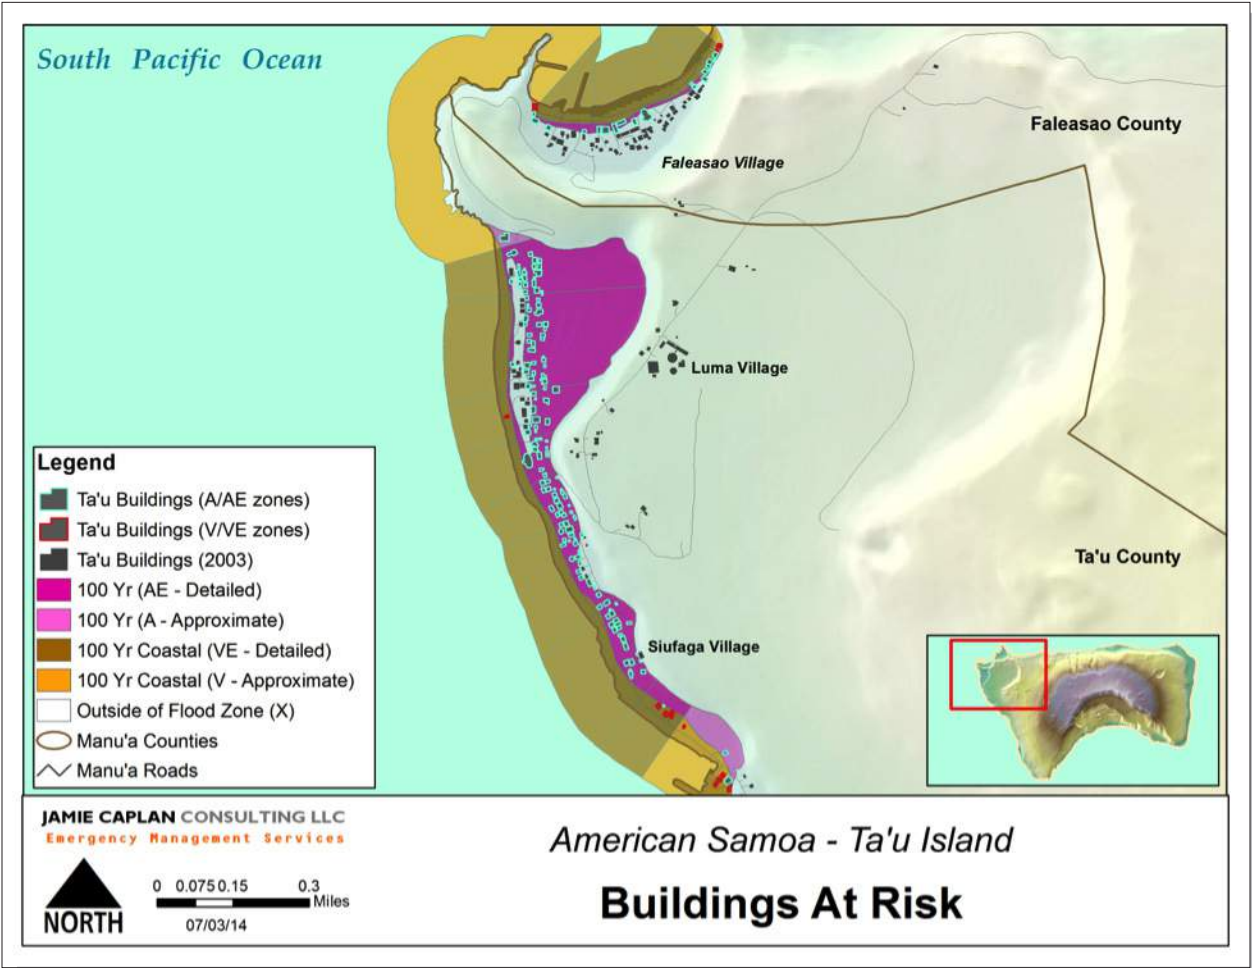 South Pacific Ocean
Faleasao County
Faleasao Village
Luma Village
Ta'u County
Siufaga Village
Legend
Ta'u Buildings (A/AE zones)
Ta'u Buildings (V/VE zones)
Ta'u Buildings (2003)
100 Yr (AE - Detailed)
100 Yr (A - Approximate)
100 Yr Coastal (VE - Detailed)
100 Yr Coastal (V - Approximate)
Outside of Flood Zone (X)
Manu'a Counties
Manu'a Roads
JAMIE CAPLAN CONSULTING LLC
Emergency Management Services
NORTH
0 0.075 0.15 0.3
Miles
07/03/14
American Samoa - Ta'u Island
Buildings At Risk